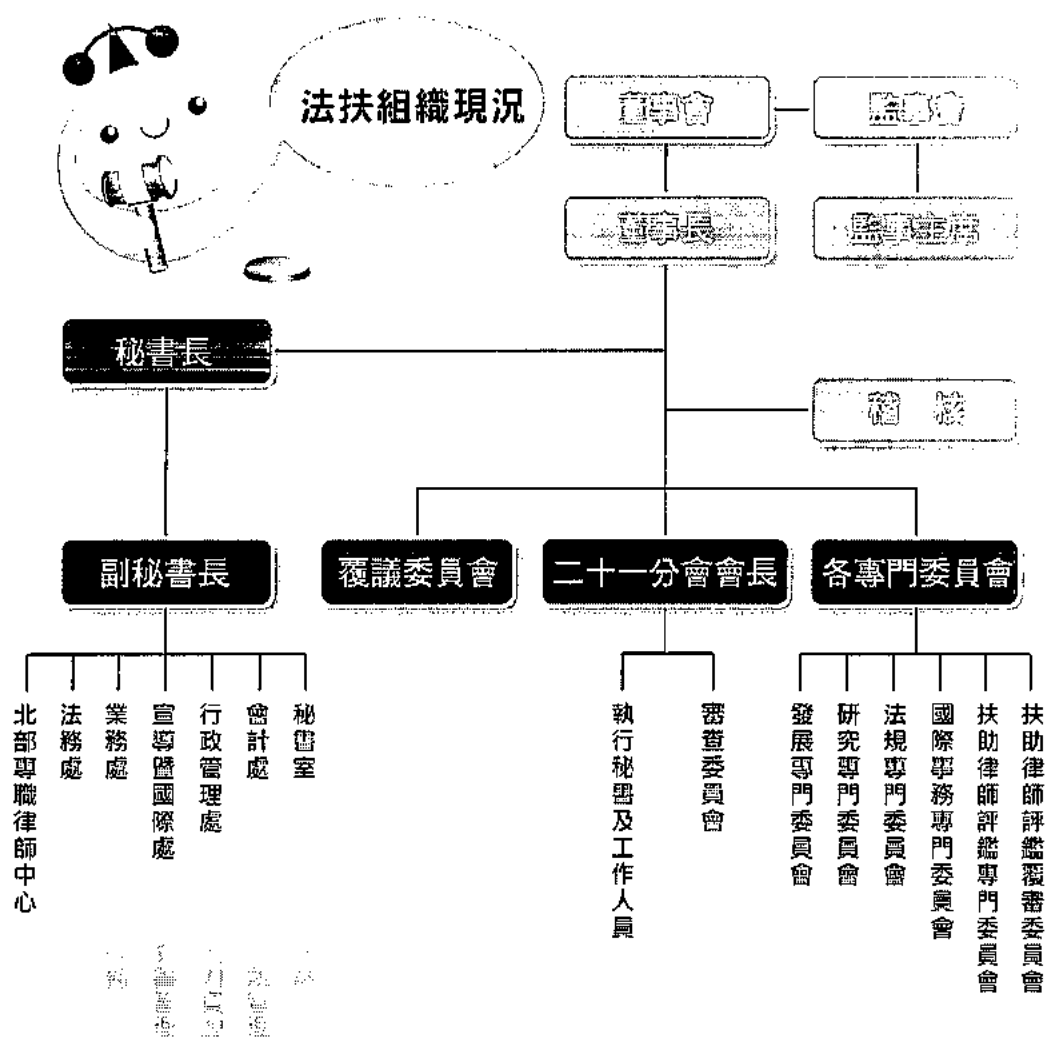 法扶組織現況
董事會
監事會
董事長
監事主席
秘書長
稽 核
副秘書長
覆議委員會
二十一分會會長
各專門委員會
北部專職律師中心
法務處
業務處
宣導暨國際處
行政管理處
會計處
秘書室
執行秘書及工作人員
審查委員會
發展專門委員會
研究專門委員會
法規專門委員會
國際事務專門委員會
扶助律師評鑑專門委員會
扶助律師評鑑覆審委員會